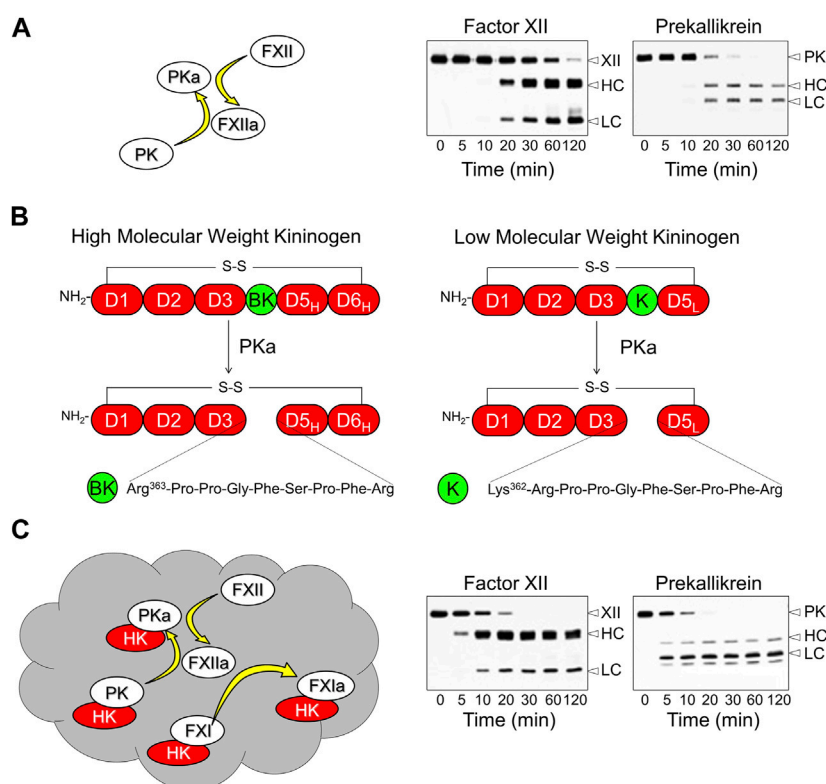 A
FXII
PKa
FXIIa
PK
Factor XII
XII
HC
LC
0 5 10 20 30 60 120
Time (min)
Prekallikrein
PK
HC
LC
0 5 10 20 30 60 120
Time (min)
B
High Molecular Weight Kininogen
S-S
NH2- D1 D2 D3 BK D5H D6H
PKa
S-S
NH2- D1 D2 D3 D5H D6H
BK Arg363-Pro-Pro-Gly-Phe-Ser-Pro-Phe-Arg
Low Molecular Weight Kininogen
S-S
NH2- D1 D2 D3 K D5L
PKa
S-S
NH2- D1 D2 D3 D5L
K Lys362-Arg-Pro-Pro-Gly-Phe-Ser-Pro-Phe-Arg
C
FXII
PKa
HK
FXIIa
PK
HK
FXIa
HK
FXI
HK
Factor XII
XII
HC
LC
0 5 10 20 30 60 120
Time (min)
Prekallikrein
PK
HC
LC
0 5 10 20 30 60 120
Time (min)